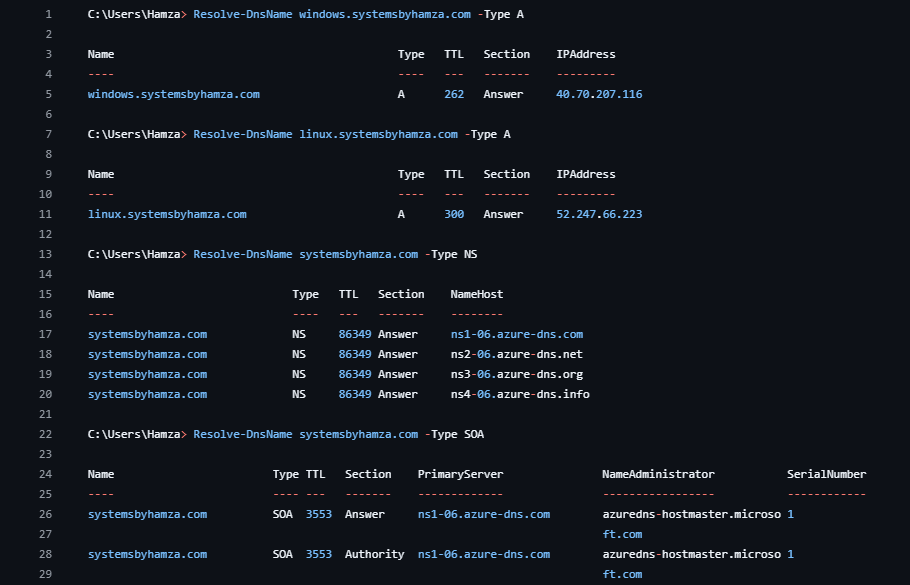 1 C:\Users\Hamza> Resolve-DnsName windows.systemsbyhamza.com -Type A
2
3 Name Type TTL Section IPAddress
4 ---- ---- --- ------- ---------
5 windows.systemsbyhamza.com A 262 Answer 40.70.207.116
6
7 C:\Users\Hamza> Resolve-DnsName linux.systemsbyhamza.com -Type A
8
9 Name Type TTL Section IPAddress
10 ---- ---- --- ------- ---------
11 linux.systemsbyhamza.com A 300 Answer 52.247.66.223
12
13 C:\Users\Hamza> Resolve-DnsName systemsbyhamza.com -Type NS
14
15 Name Type TTL Section NameHost
16 ---- ---- --- ------- --------
17 systemsbyhamza.com NS 86349 Answer ns1-06.azure-dns.com
18 systemsbyhamza.com NS 86349 Answer ns2-06.azure-dns.net
19 systemsbyhamza.com NS 86349 Answer ns3-06.azure-dns.org
20 systemsbyhamza.com NS 86349 Answer ns4-06.azure-dns.info
21
22 C:\Users\Hamza> Resolve-DnsName systemsbyhamza.com -Type SOA
23
24 Name Type TTL Section PrimaryServer NameAdministrator SerialNumber
25 ---- ---- --- ------- ------------- ----------------- ------------
26 systemsbyhamza.com SOA 3553 Answer ns1-06.azure-dns.com azuredns-hostmaster.microso 1
27 ft.com
28 systemsbyhamza.com SOA 3553 Authority ns1-06.azure-dns.com azuredns-hostmaster.microso 1
29 ft.com